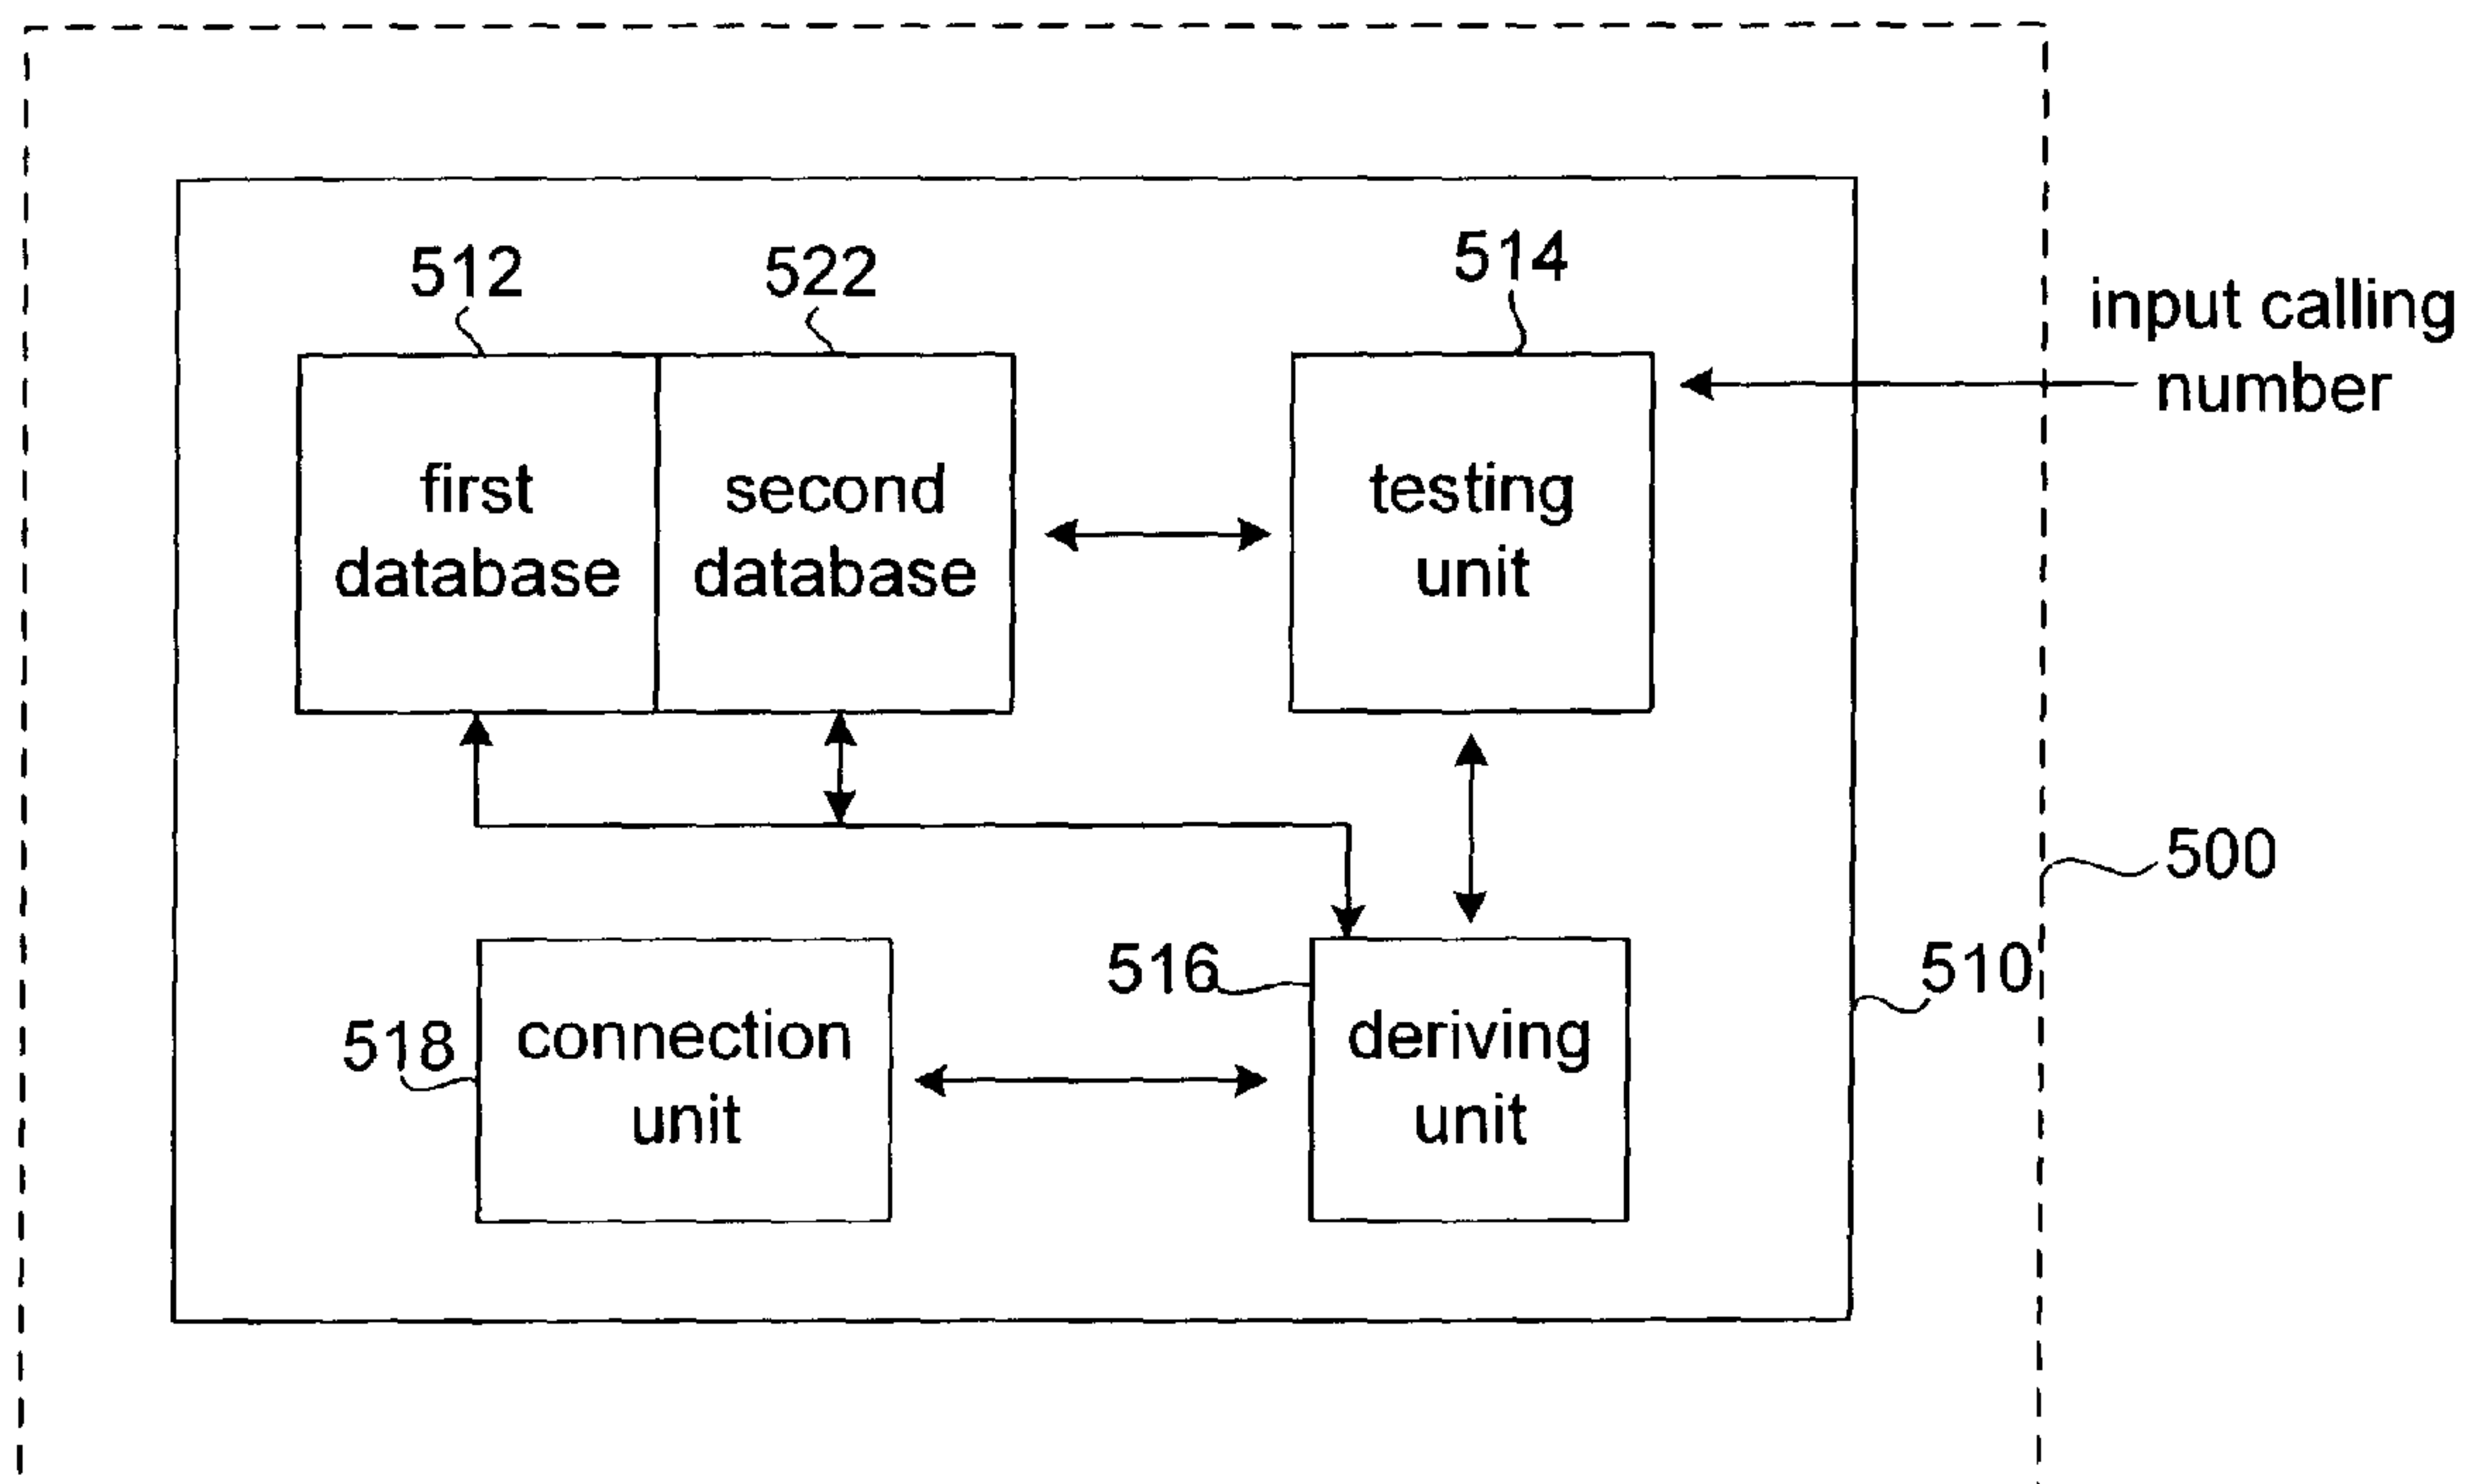 512
522
514
input calling
number
first
database
second
database
testing
unit
500
516
510
518
connection
unit
deriving
unit